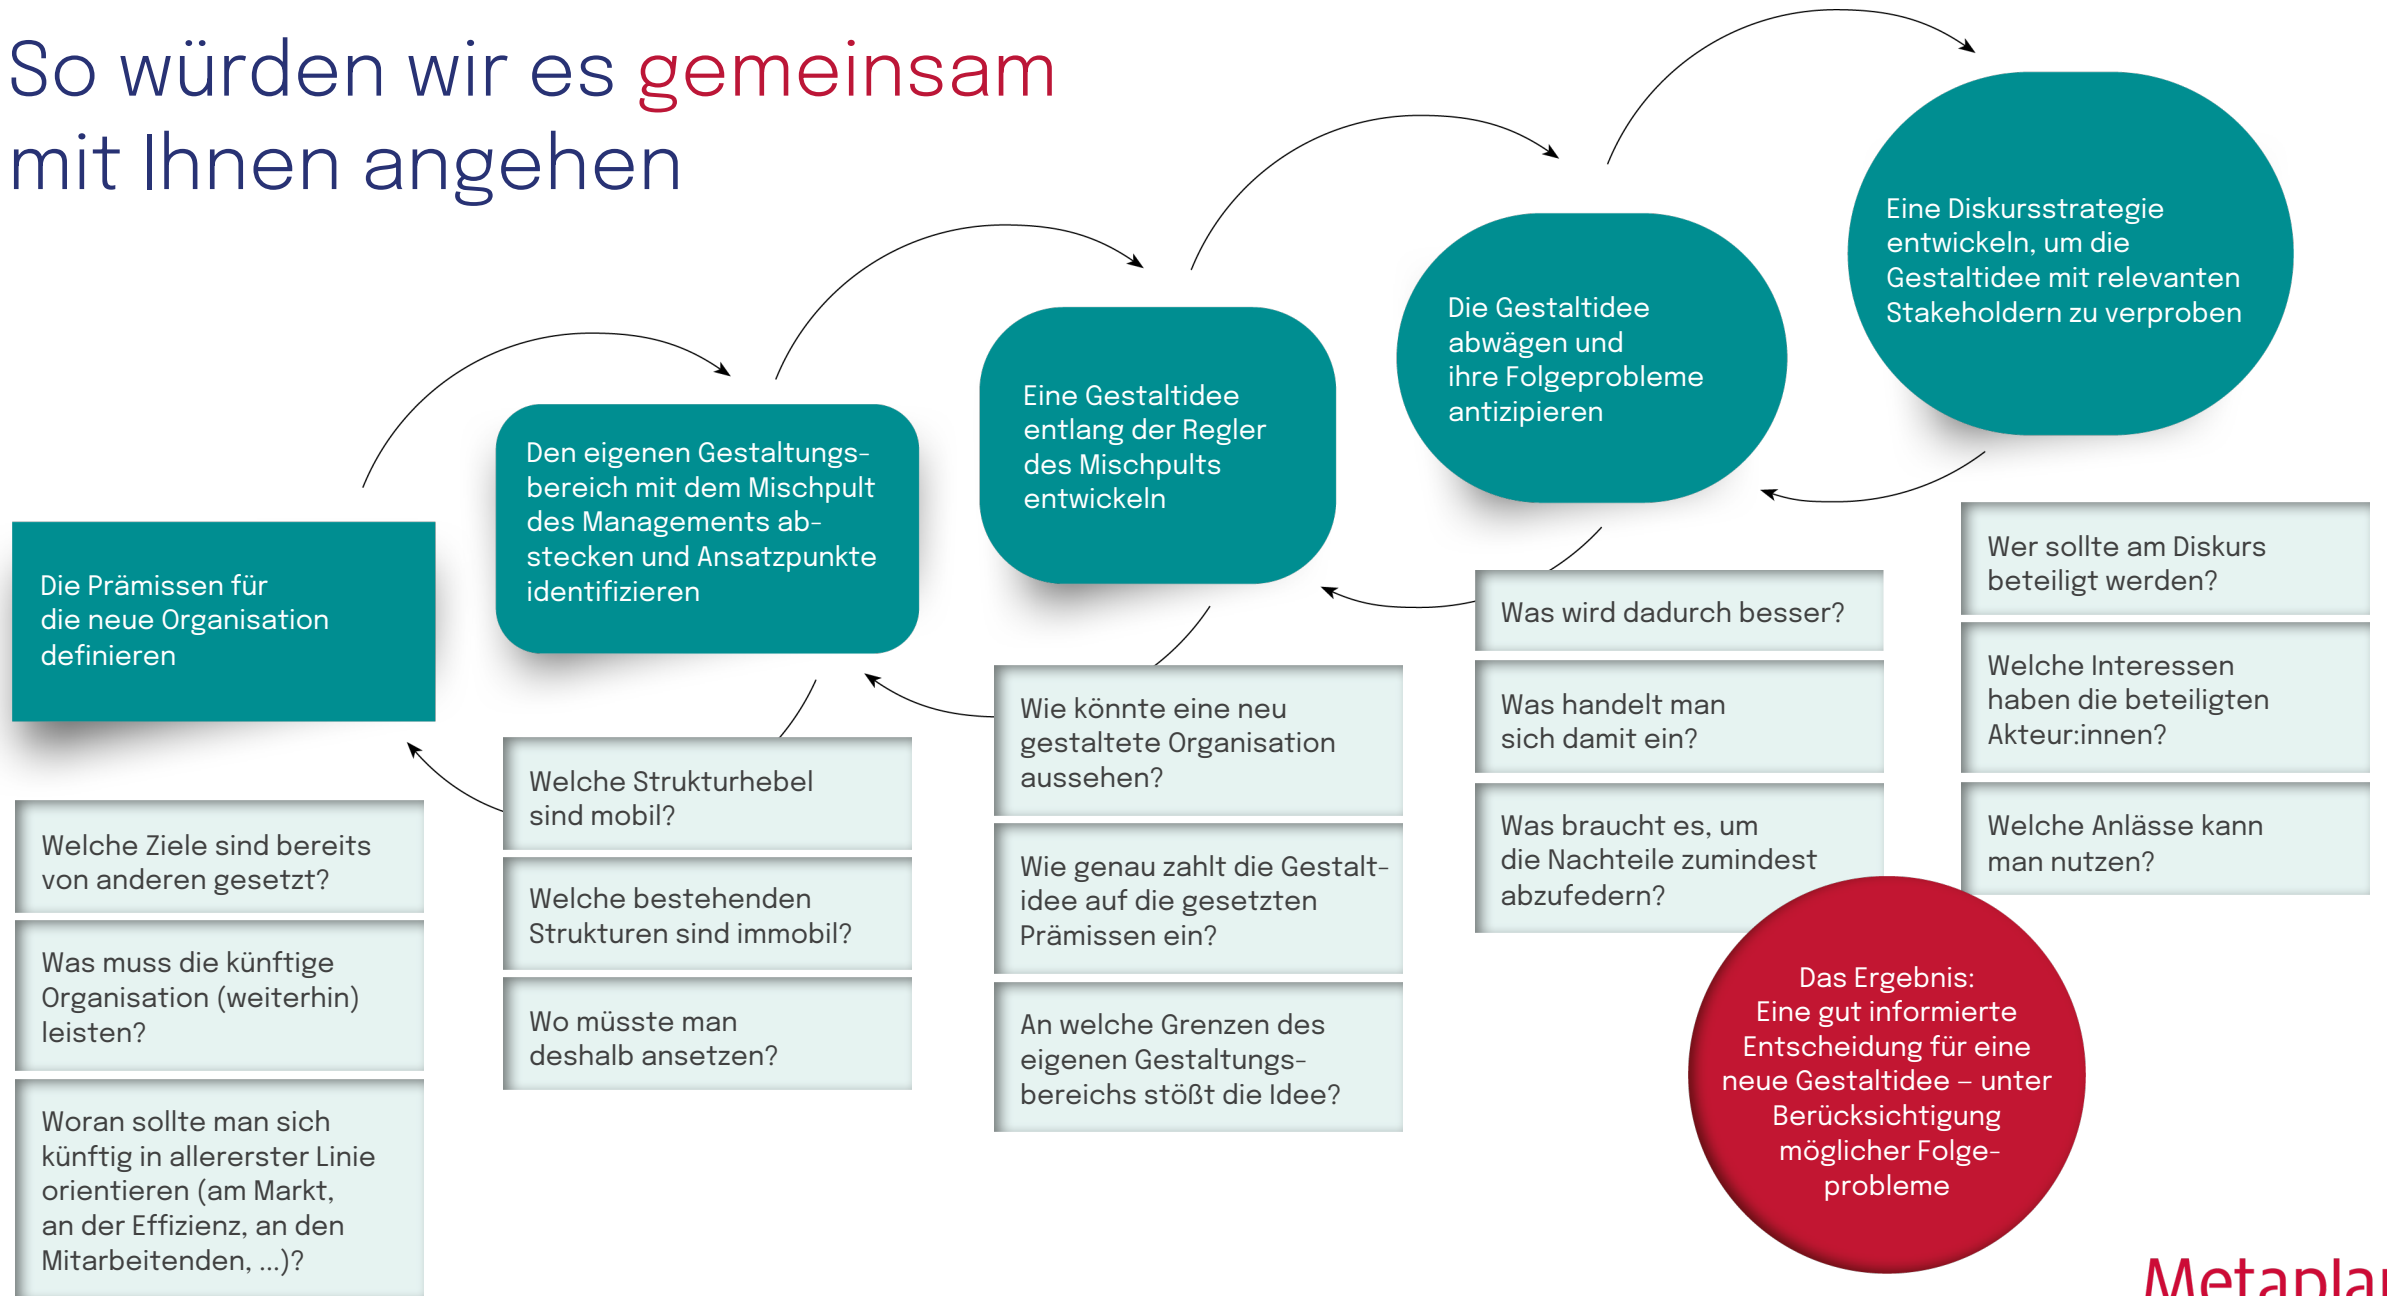 So würden wir es gemeinsam
mit Ihnen angehen
Die Prämissen für
die neue Organisation
definieren
Welche Ziele sind bereits
von anderen gesetzt?
Was muss die künftige
Organisation (weiterhin)
leisten?
Woran sollte man sich
künftig in allererster Linie
orientieren (am Markt,
an der Effizienz, an den
Mitarbeitenden, ...)?
Den eigenen Gestaltungs-
bereich mit dem Mischpult
des Managements ab-
stecken und Ansatzpunkte
identifizieren
Welche Strukturhebel
sind mobil?
Welche bestehenden
Strukturen sind immobil?
Wo müsste man
deshalb ansetzen?
Eine Gestaltidee
entlang der Regler
des Mischpults
entwickeln
Wie könnte eine neu
gestaltete Organisation
aussehen?
Wie genau zahlt die Gestalt-
idee auf die gesetzten
Prämissen ein?
An welche Grenzen des
eigenen Gestaltungs-
bereichs stößt die Idee?
Die Gestaltidee
abwägen und
ihre Folgeprobleme
antizipieren
Was wird dadurch besser?
Was handelt man
sich damit ein?
Was braucht es, um
die Nachteile zumindest
abzufedern?
Eine Diskursstrategie
entwickeln, um die
Gestaltidee mit relevanten
Stakeholdern zu verproben
Wer sollte am Diskurs
beteiligt werden?
Welche Interessen
haben die beteiligten
Akteur:innen?
Welche Anlässe kann
man nutzen?
Das Ergebnis:
Eine gut informierte
Entscheidung für eine
neue Gestaltidee – unter
Berücksichtigung
möglicher Folge-
probleme
Metaplan